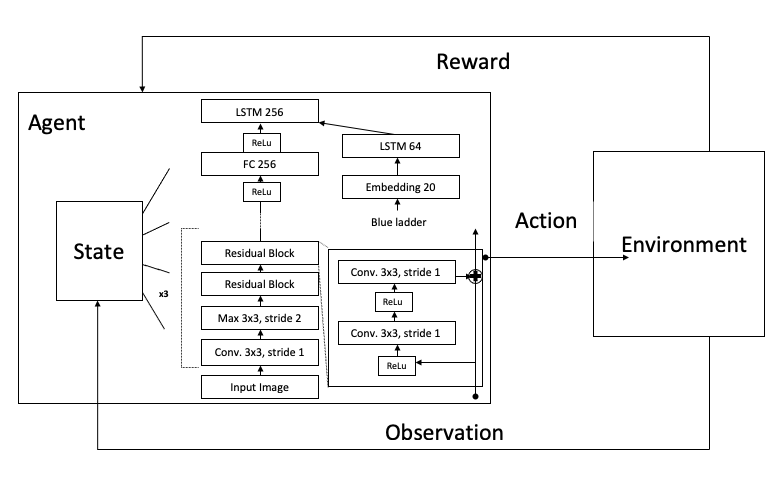 Reward
Agent
LSTM 256
ReLu
FC 256
ReLu
LSTM 64
Embedding 20
Blue ladder
State
x3
Residual Block
Residual Block
Max 3x3, stride 2
Conv. 3x3, stride 1
Input Image
Conv. 3x3, stride 1
ReLu
Conv. 3x3, stride 1
ReLu
Action
Environment
Observation